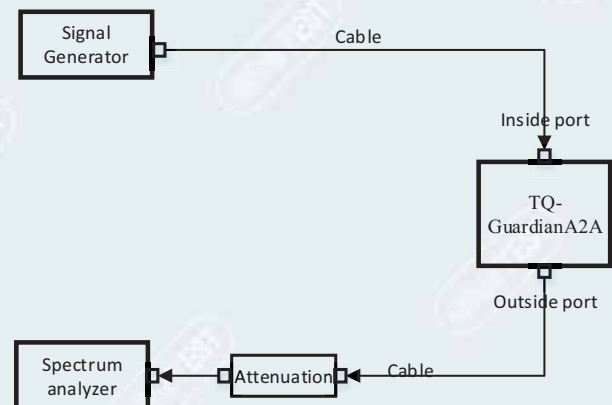 Signal
Generator
Cable
Inside port
TQ-
GuardianA2A
Outside port
Spectrum
analyzer
Attenuation
Cable